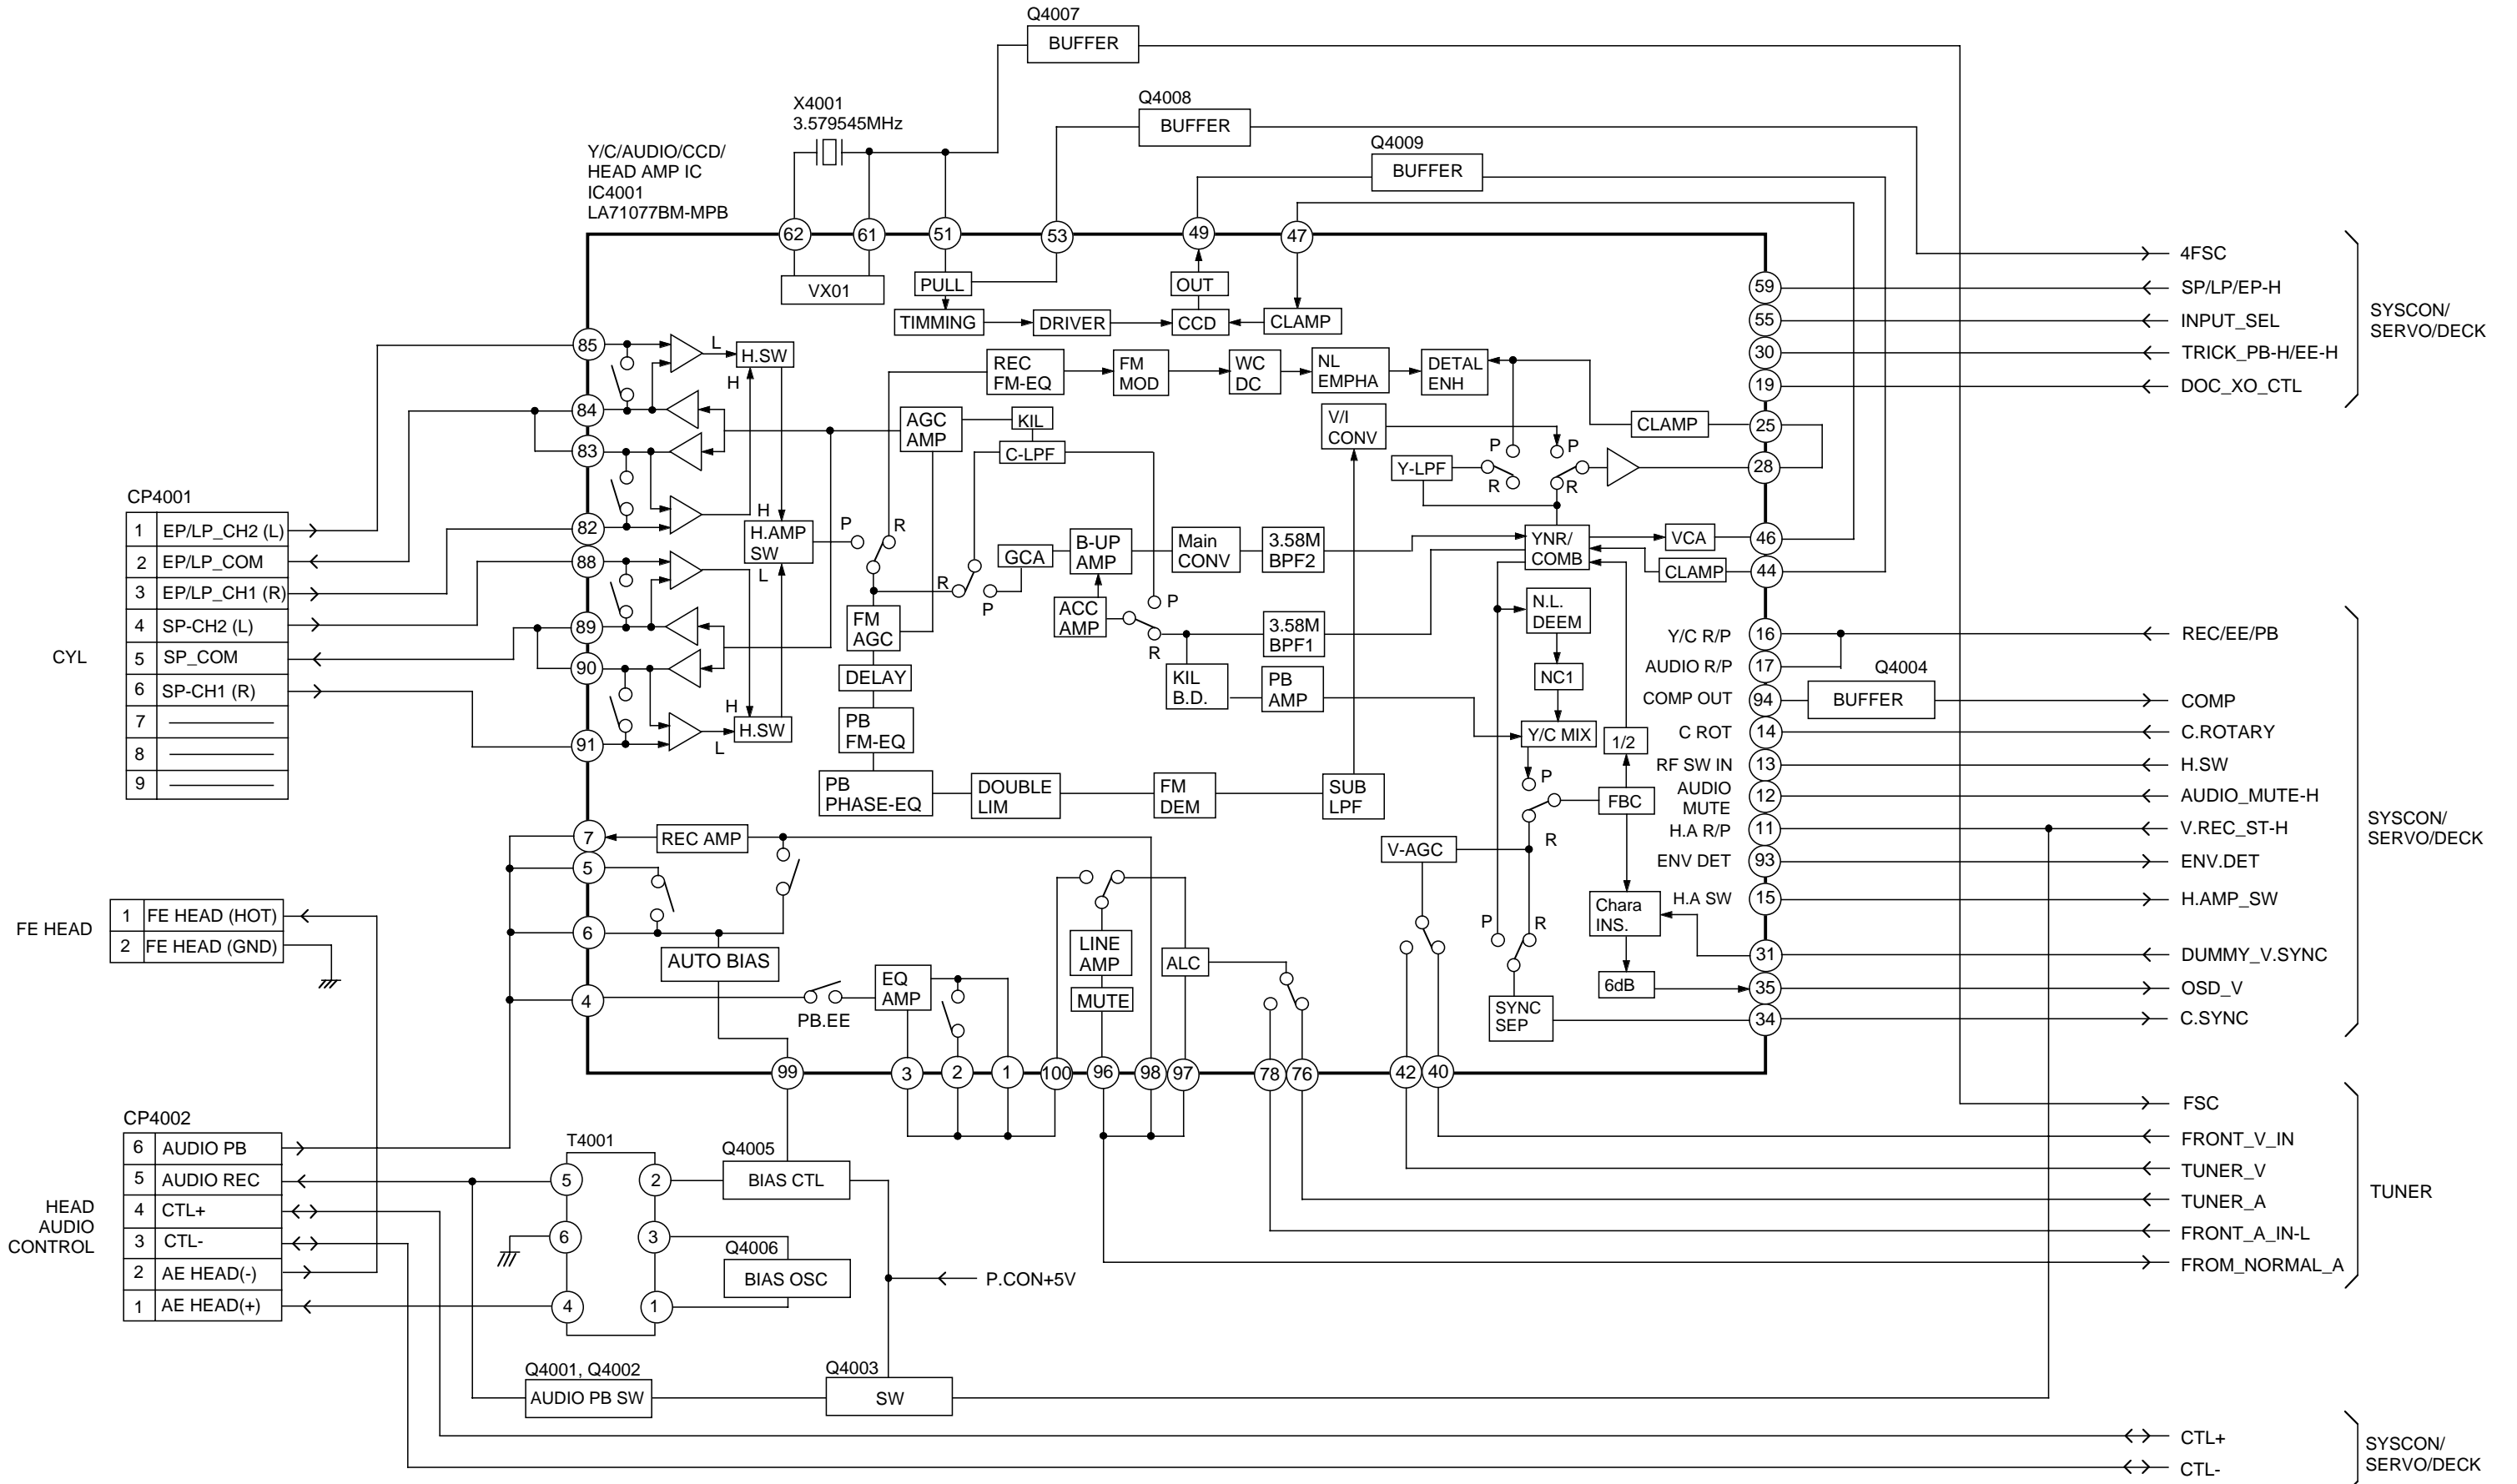 Q4007
BUFFER
Q4008
BUFFER
Q4009
BUFFER
X4001
3.579545MHz
Y/C/AUDIO/CCD/
HEAD AMP IC
IC4001
LA71077BM-MPB
62
61
51
53
49
47
VX01
PULL
OUT
TIMMING
DRIVER
CCD
CLAMP
59
55
30
19
25
28
46
44
4FSC
SP/LP/EP-H
INPUT_SEL
TRICK_PB-H/EE-H
DOC_XO_CTL
SYSCON/
SERVO/DECK
85
84
83
82
88
89
90
91
L
H.SW
H
H
H.AMP
SW
L
P
R
H
H.SW
L
REC
FM-EQ
FM
MOD
WC
DC
NL
EMPHA
DETAL
ENH
CLAMP
AGC
AMP
KIL
C-LPF
V/I
CONV
P
P
Y-LPF
R
R
GCA
B-UP
AMP
Main
CONV
3.58M
BPF2
YNR/
COMB
VCA
CLAMP
R
P
P
ACC
AMP
R
3.58M
BPF1
FM
AGC
DELAY
KIL
B.D.
PB
AMP
N.L.
DEEM
NC1
Y/C MIX
1/2
PB
FM-EQ
PB
PHASE-EQ
DOUBLE
LIM
FM
DEM
SUB
LPF
P
FBC
R
V-AGC
Chara
INS.
P
R
6dB
SYNC
SEP
CP4001
1 EP/LP_CH2 (L)
2 EP/LP_COM
3 EP/LP_CH1 (R)
4 SP-CH2 (L)
5 SP_COM
6 SP-CH1 (R)
7
8
9
CYL
Y/C R/P 16 REC/EE/PB
AUDIO R/P 17
Q4004
COMP OUT 94 BUFFER COMP
C ROT 14 C.ROTARY
RF SW IN 13 H.SW
AUDIO
MUTE 12 AUDIO_MUTE-H
H.A R/P 11 V.REC_ST-H
ENV DET 93 ENV.DET
H.A SW 15 H.AMP_SW
31 DUMMY_V.SYNC
35 OSD_V
34 C.SYNC
SYSCON/
SERVO/DECK
7
5
6
4
REC AMP
AUTO BIAS
PB.EE
EQ
AMP
LINE
AMP
MUTE
ALC
99
3
2
1
100
96
98
97
78
76
42
40
FE HEAD
1 FE HEAD (HOT)
2 FE HEAD (GND)
CP4002
6 AUDIO PB
5 AUDIO REC
4 CTL+
3 CTL-
2 AE HEAD(-)
1 AE HEAD(+)
HEAD
AUDIO
CONTROL
T4001
5
2
6
3
4
1
Q4005
BIAS CTL
Q4006
BIAS OSC
P.CON+5V
Q4001, Q4002
AUDIO PB SW
Q4003
SW
FSC
FRONT_V_IN
TUNER_V
TUNER_A
FRONT_A_IN-L
FROM_NORMAL_A
TUNER
CTL+
CTL-
SYSCON/
SERVO/DECK